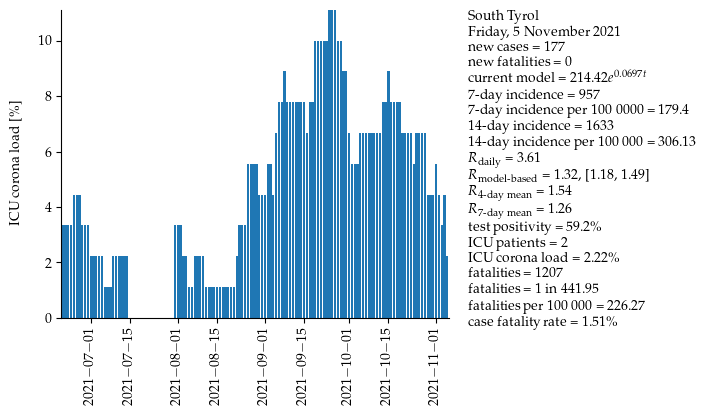 ICU corona load [%]
10
8
6
4
2
0
2021−07−01
2021−07−15
2021−08−01
2021−08−15
2021−09−01
2021−09−15
2021−10−01
2021−10−15
2021−11−01
South Tyrol
Friday, 5 November 2021
new cases = 177
new fatalities = 0
current model = 214.42e^0.0697t
7-day incidence = 957
7-day incidence per 100 0000 = 179.4
14-day incidence = 1633
14-day incidence per 100 000 = 306.13
R_daily = 3.61
R_model-based = 1.32, [1.18, 1.49]
R_4-day mean = 1.54
R_7-day mean = 1.26
test positivity = 59.2%
ICU patients = 2
ICU corona load = 2.22%
fatalities = 1207
fatalities = 1 in 441.95
fatalities per 100 000 = 226.27
case fatality rate = 1.51%